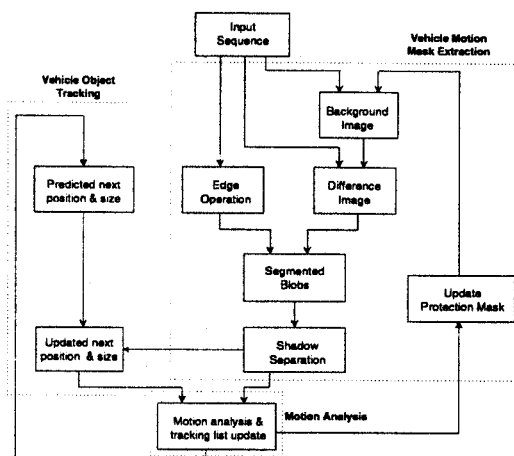 Input
Sequence
Vehicle Motion
Mask Extraction
Vehicle Object
Tracking
Background
Image
Predicted next
position & size
Edge
Operation
Difference
Image
Segmented
Blobs
Update
Protection Mask
Updated next
position & size
Shadow
Separation
Motion analysis &
tracking list update
Motion Analysis